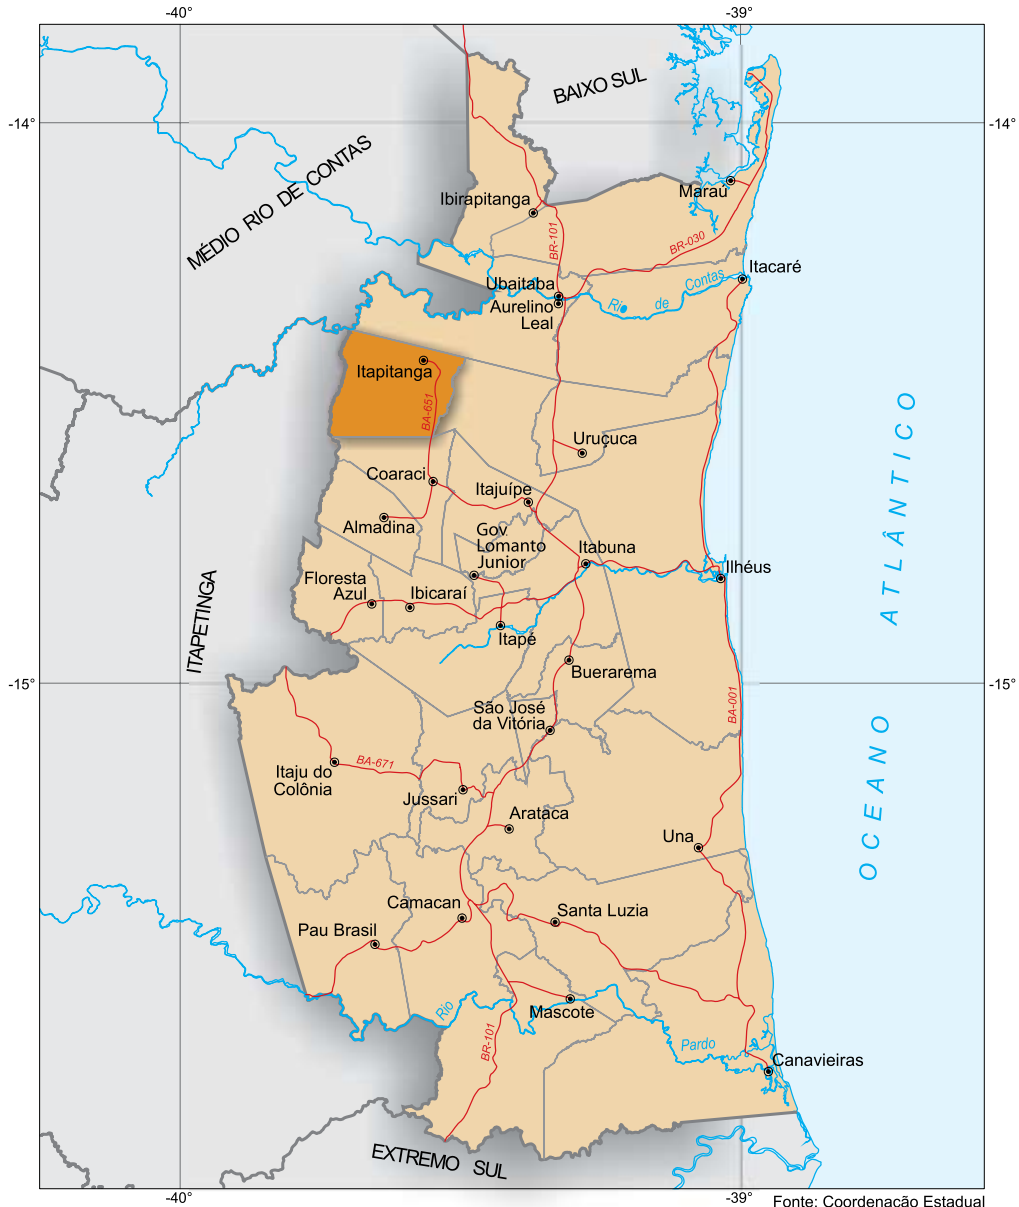 -40°
-39°
-14°
-14°
BAIXO SUL
MÉDIO RIO DE CONTAS
Maraú
Ibirapitanga
BR-101
BR-030
Itacaré
Ubaitaba
Rio de Contas
Aurelino
Leal
Itapitanga
BA-651
Uruçuca
Coaraci
Itajuípe
Almadina
Gov.
Lomanto
Junior
Itabuna
Ilhéus
Floresta
Azul
Ibicaraí
Itapé
ITAPETINGA
Buerarema
-15°
-15°
São José
da Vitória
BA-001
Itaju do
Colônia
BA-671
Jussari
Arataca
Una
OCEANO ATLÂNTICO
Camacan
Santa Luzia
Pau Brasil
Mascote
Rio Pardo
BR-101
Canavieiras
EXTREMO SUL
-40°
-39°
Fonte: Coordenacão Estadual